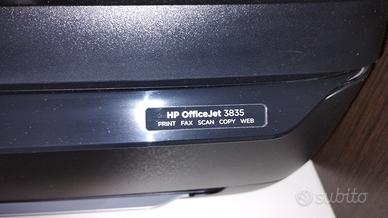 HP OfficeJet 3835
PRINT FAX SCAN COPY WEB
subito